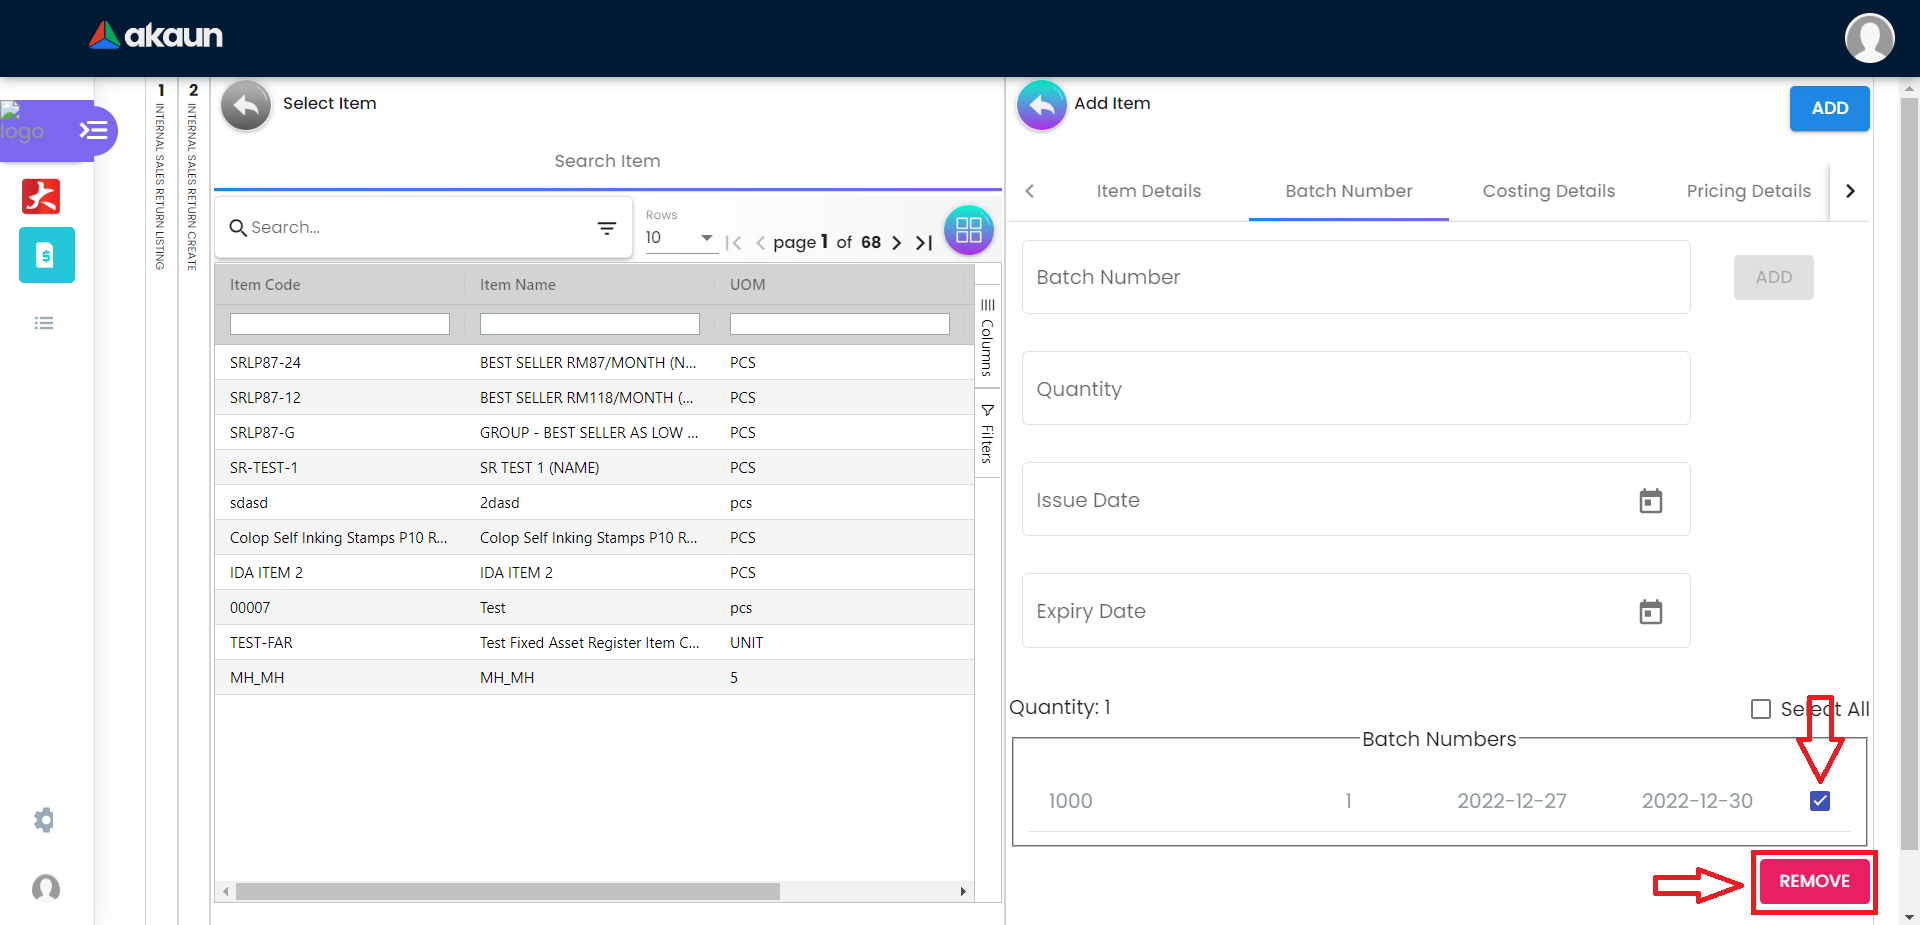 akaun
logo
1 INTERNAL SALES RETURN LISTING
2 INTERNAL SALES RETURN CREATE
Select Item
Search Item
Search...
Rows
10
page 1 of 68
Item Code Item Name UOM
SRLP87-24 BEST SELLER RM87/MONTH (N... PCS
SRLP87-12 BEST SELLER RM118/MONTH (... PCS
SRLP87-G GROUP - BEST SELLER AS LOW ... PCS
SR-TEST-1 SR TEST 1 (NAME) PCS
sdasd 2dasd pcs
Colop Self Inking Stamps P10 R... Colop Self Inking Stamps P10 R... PCS
IDA ITEM 2 IDA ITEM 2 PCS
00007 Test pcs
TEST-FAR Test Fixed Asset Register Item C... UNIT
MH_MH MH_MH 5
Columns
Filters
Add Item
ADD
Item Details Batch Number Costing Details Pricing Details
Batch Number
ADD
Quantity
Issue Date
Expiry Date
Quantity: 1
Select All
Batch Numbers
1000 1 2022-12-27 2022-12-30
REMOVE